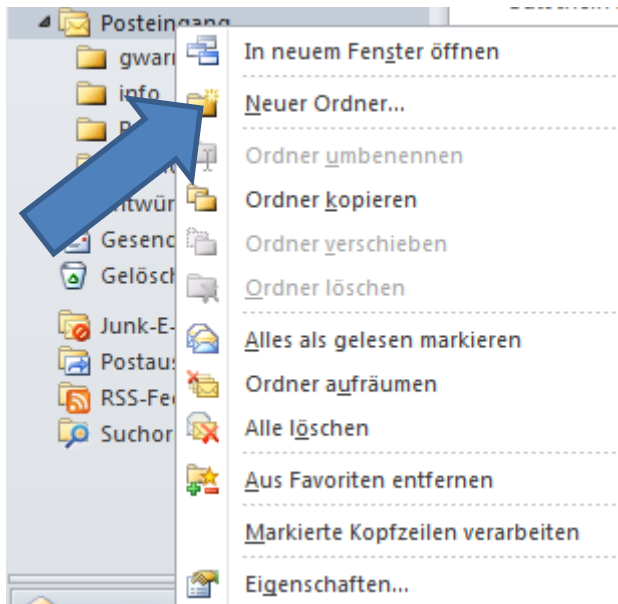 Posteingang
In neuem Fenster öffnen
info
Neuer Ordner...
Ordner umbenennen
Ordner kopieren
Ordner verschieben
Ordner löschen
Alles als gelesen markieren
Ordner aufräumen
Alle löschen
Aus Favoriten entfernen
Markierte Kopfzeilen verarbeiten
Eigenschaften...